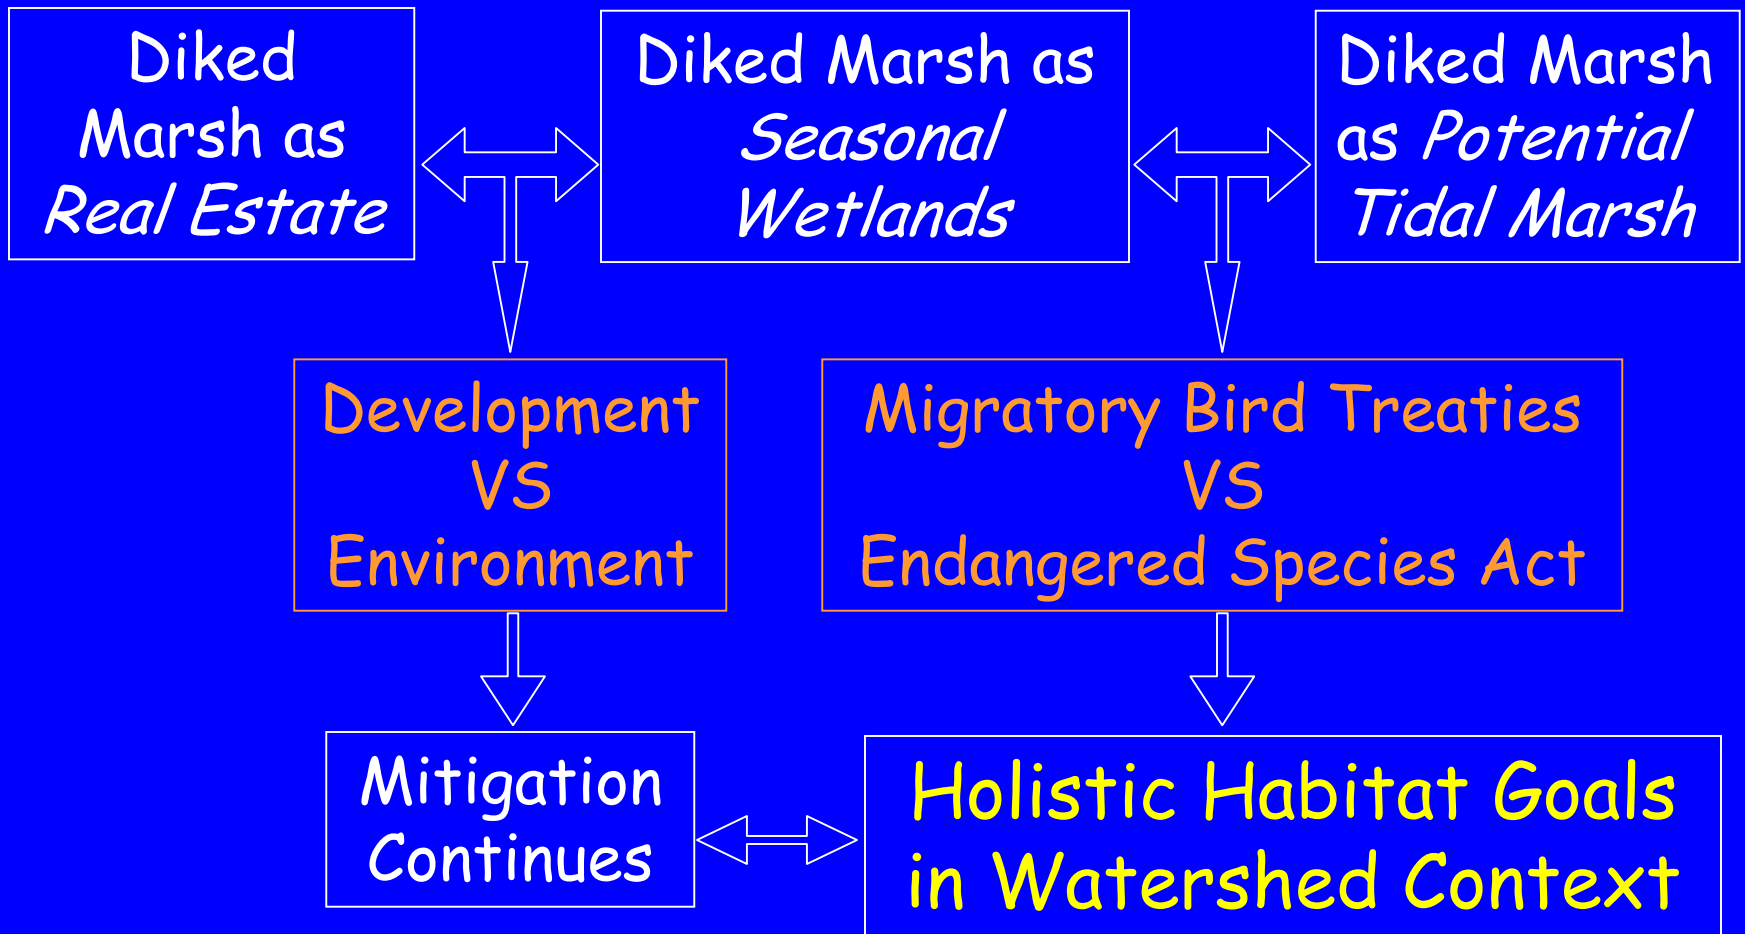 Diked
Marsh as
Real Estate
Diked Marsh as
Seasonal
Wetlands
Diked Marsh
as Potential
Tidal Marsh
Development
VS
Environment
Migratory Bird Treaties
VS
Endangered Species Act
Mitigation
Continues
Holistic Habitat Goals
in Watershed Context